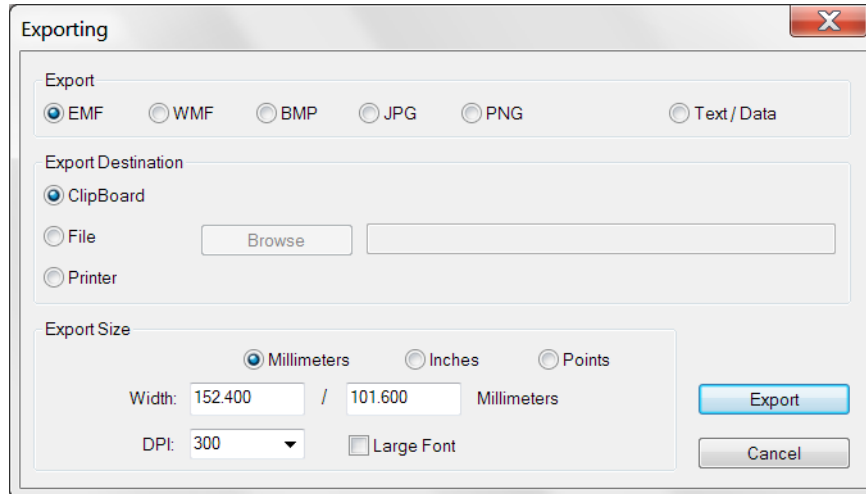 Exporting
Export
EMF WMF BMP JPG PNG Text / Data
Export Destination
ClipBoard
File Browse
Printer
Export Size
Millimeters Inches Points
Width: 152.400 / 101.600 Millimeters
Export
DPI: 300 Large Font
Cancel